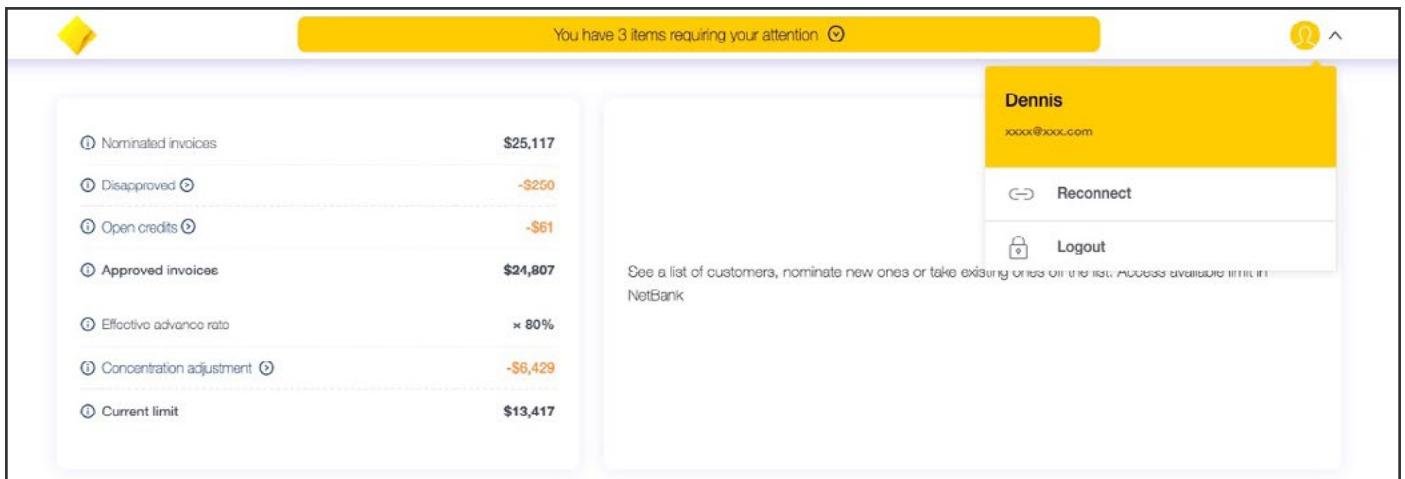 You have 3 items requiring your attention
Dennis
xxxx@xxx.com
Reconnect
Logout
Nominated invoices $25,117
Disapproved -$250
Open credits -$61
Approved invoices $24,807
Effective advance rate × 80%
Concentration adjustment -$6,429
Current limit $13,417
See a list of customers, nominate new ones or take existing ones off the list. Access available limit in
NetBank